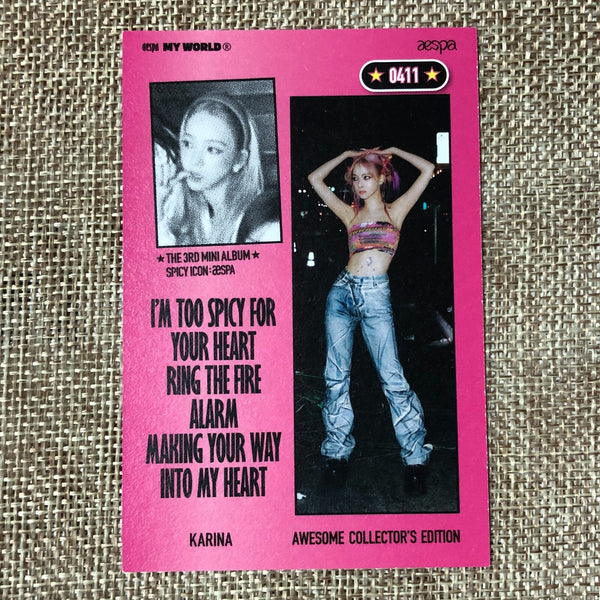 æspa MY WORLD®
æspa
★ 0411 ★
★ THE 3RD MINI ALBUM ★
SPICY ICON : æSPA
I'M TOO SPICY FOR
YOUR HEART
RING THE FIRE
ALARM
MAKING YOUR WAY
INTO MY HEART
KARINA
AWESOME COLLECTOR'S EDITION